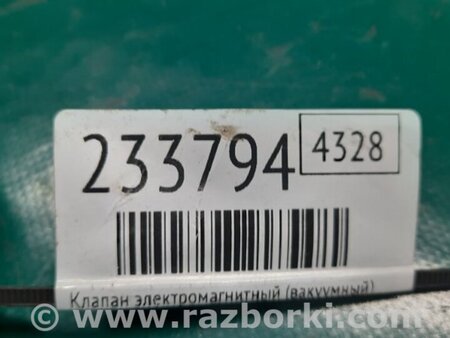 233794 4328
Клапан электромагнитный (вакуумный)
© www.razborki.com